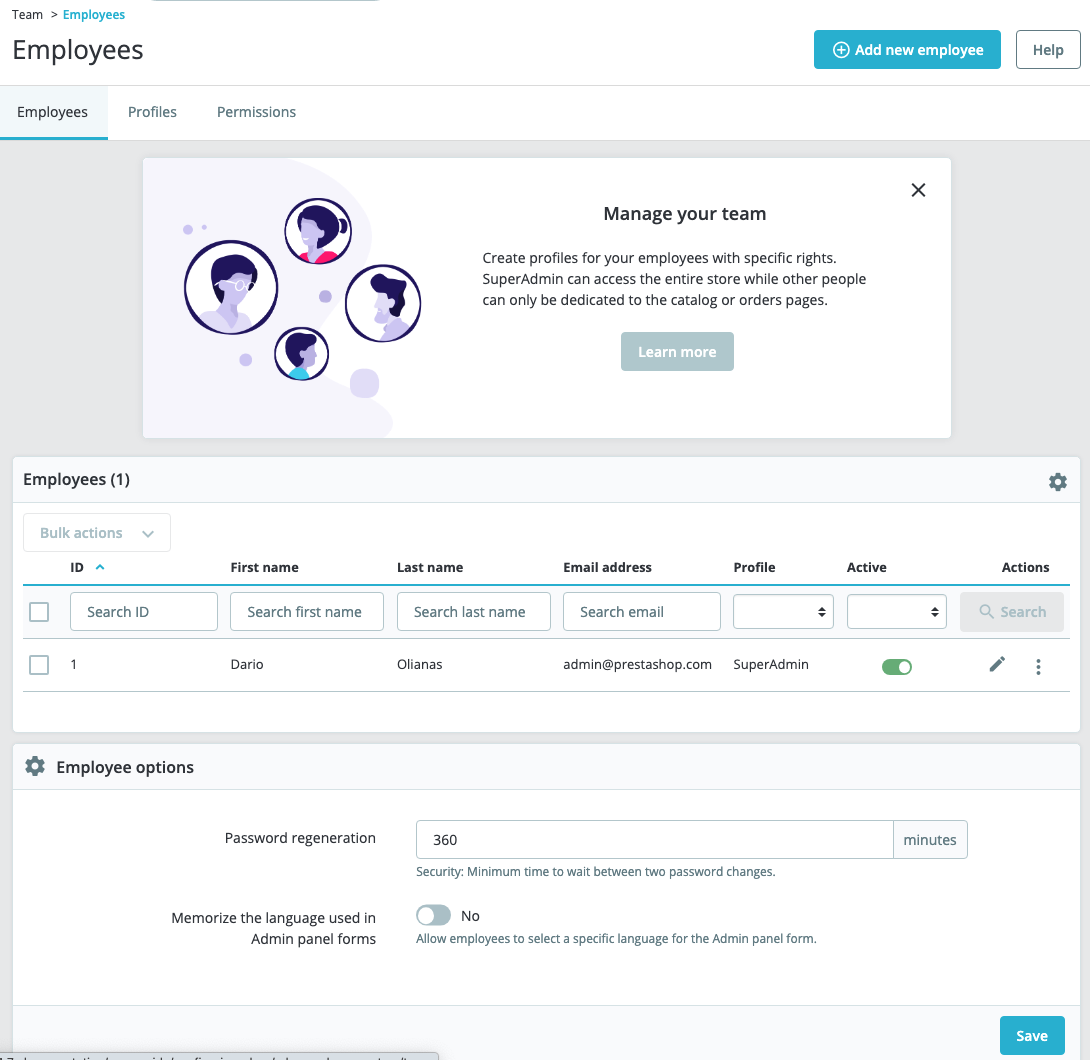 Team > Employees
Employees
Add new employee
Help
Employees Profiles Permissions
Manage your team
Create profiles for your employees with specific rights.
SuperAdmin can access the entire store while other people
can only be dedicated to the catalog or orders pages.
Learn more
Employees (1)
Bulk actions
ID First name Last name Email address Profile Active Actions
Search ID Search first name Search last name Search email Search
1 Dario Olianas admin@prestashop.com SuperAdmin
Employee options
Password regeneration 360 minutes
Security: Minimum time to wait between two password changes.
Memorize the language used in
Admin panel forms
No
Allow employees to select a specific language for the Admin panel form.
Save